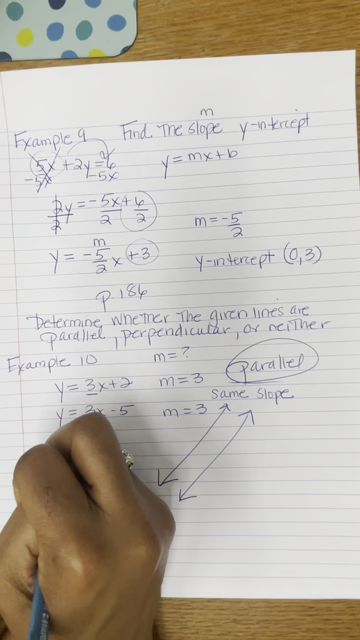 m
Example 9 Find The slope y-intercept
5x + 2y = 6 y = mx + b
-5x -5x
2y = -5x + 6
2 2 2 m = -5/2
m
y = -5/2 x + 3 y-intercept (0,3)
p. 186
Determine whether The given lines are
parallel, perpendicular, or neither
Example 10 m = ?
y = 3x + 2 m = 3 parallel
same slope
y = 3x - 5 m = 3